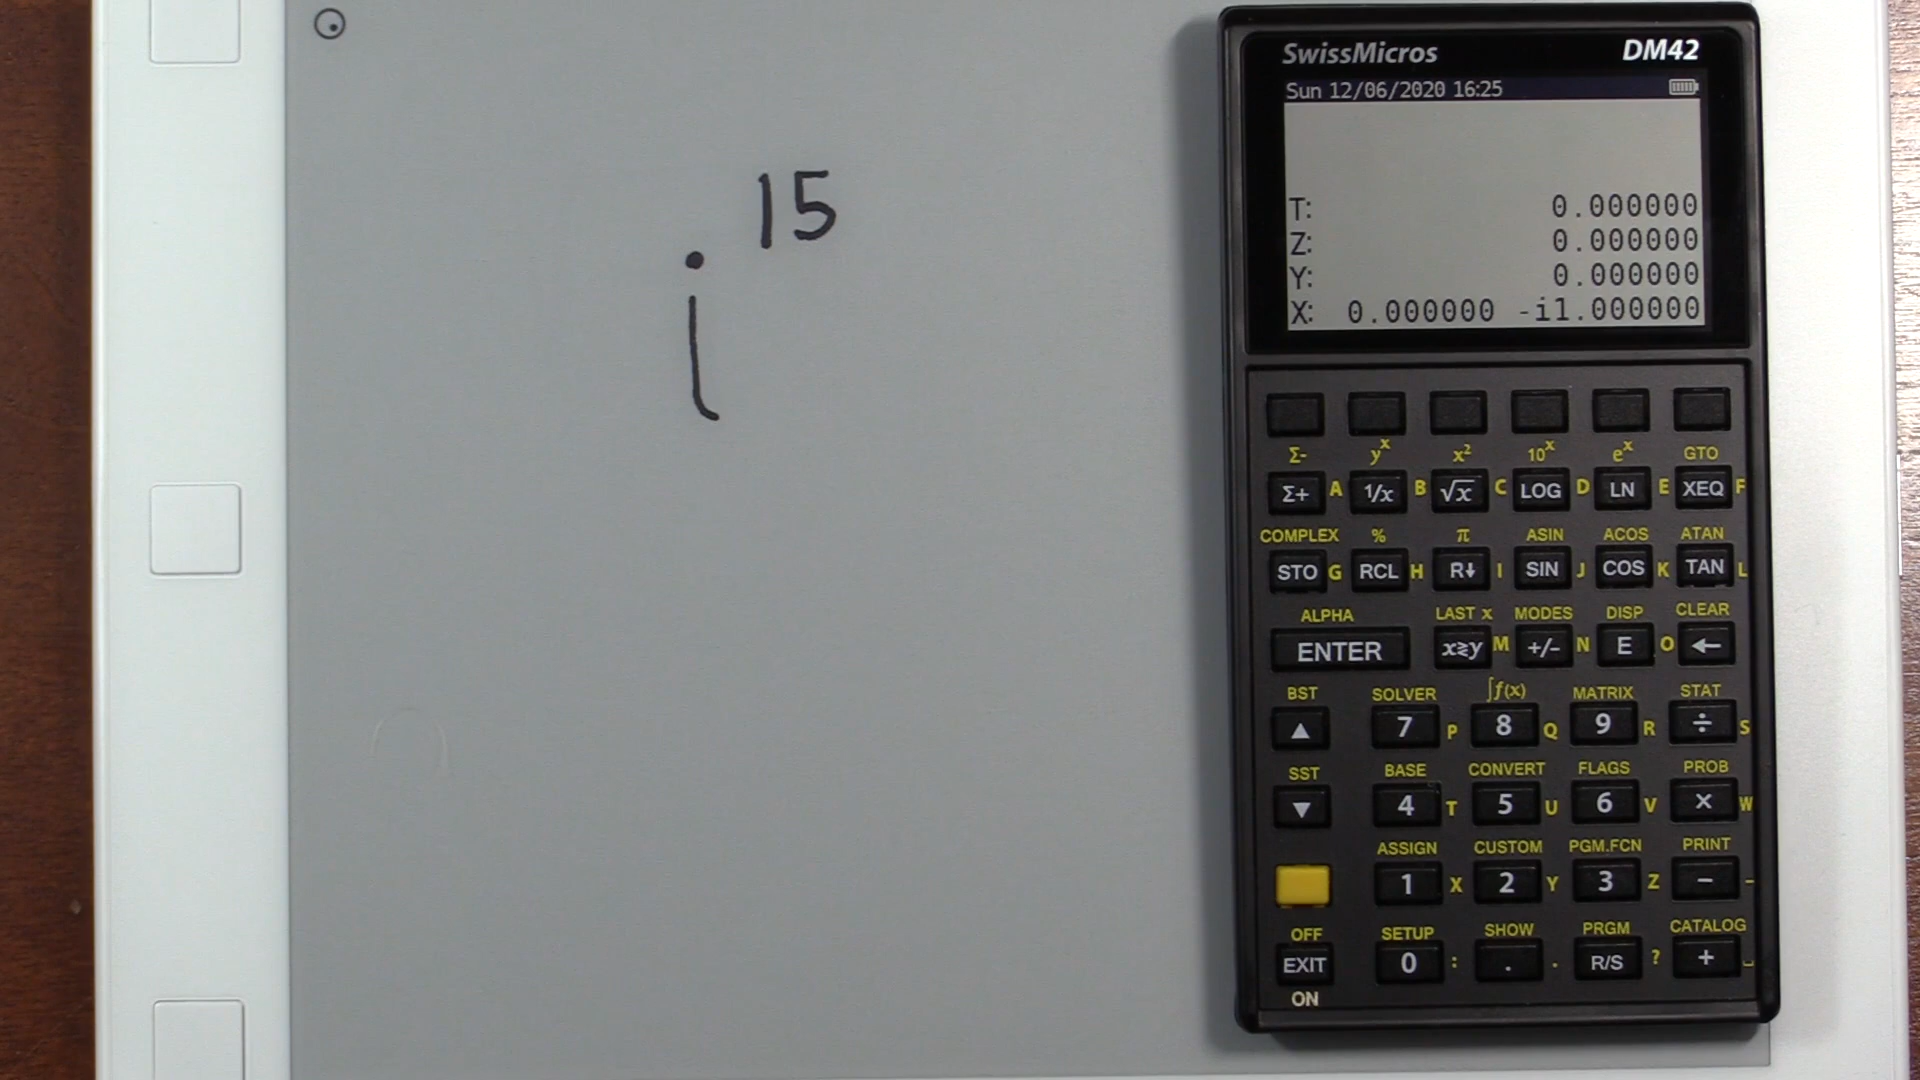 i^15
SwissMicros DM42
Sun 12/06/2020 16:25
T: 0.000000
Z: 0.000000
Y: 0.000000
X: 0.000000 -i1.000000
Σ- y^x x² 10^x e^x GTO
Σ+ A 1/x B √x C LOG D LN E XEQ F
COMPLEX % π ASIN ACOS ATAN
STO G RCL H R↓ I SIN J COS K TAN L
ALPHA LAST x MODES DISP CLEAR
ENTER x≷y M +/- N E O ←
BST SOLVER ∫f(x) MATRIX STAT
▲ 7 P 8 Q 9 R ÷ S
SST BASE CONVERT FLAGS PROB
▼ 4 T 5 U 6 V × W
ASSIGN CUSTOM PGM.FCN PRINT
1 X 2 Y 3 Z − -
OFF SETUP SHOW PRGM CATALOG
EXIT 0 : . . R/S ? + ␣
ON